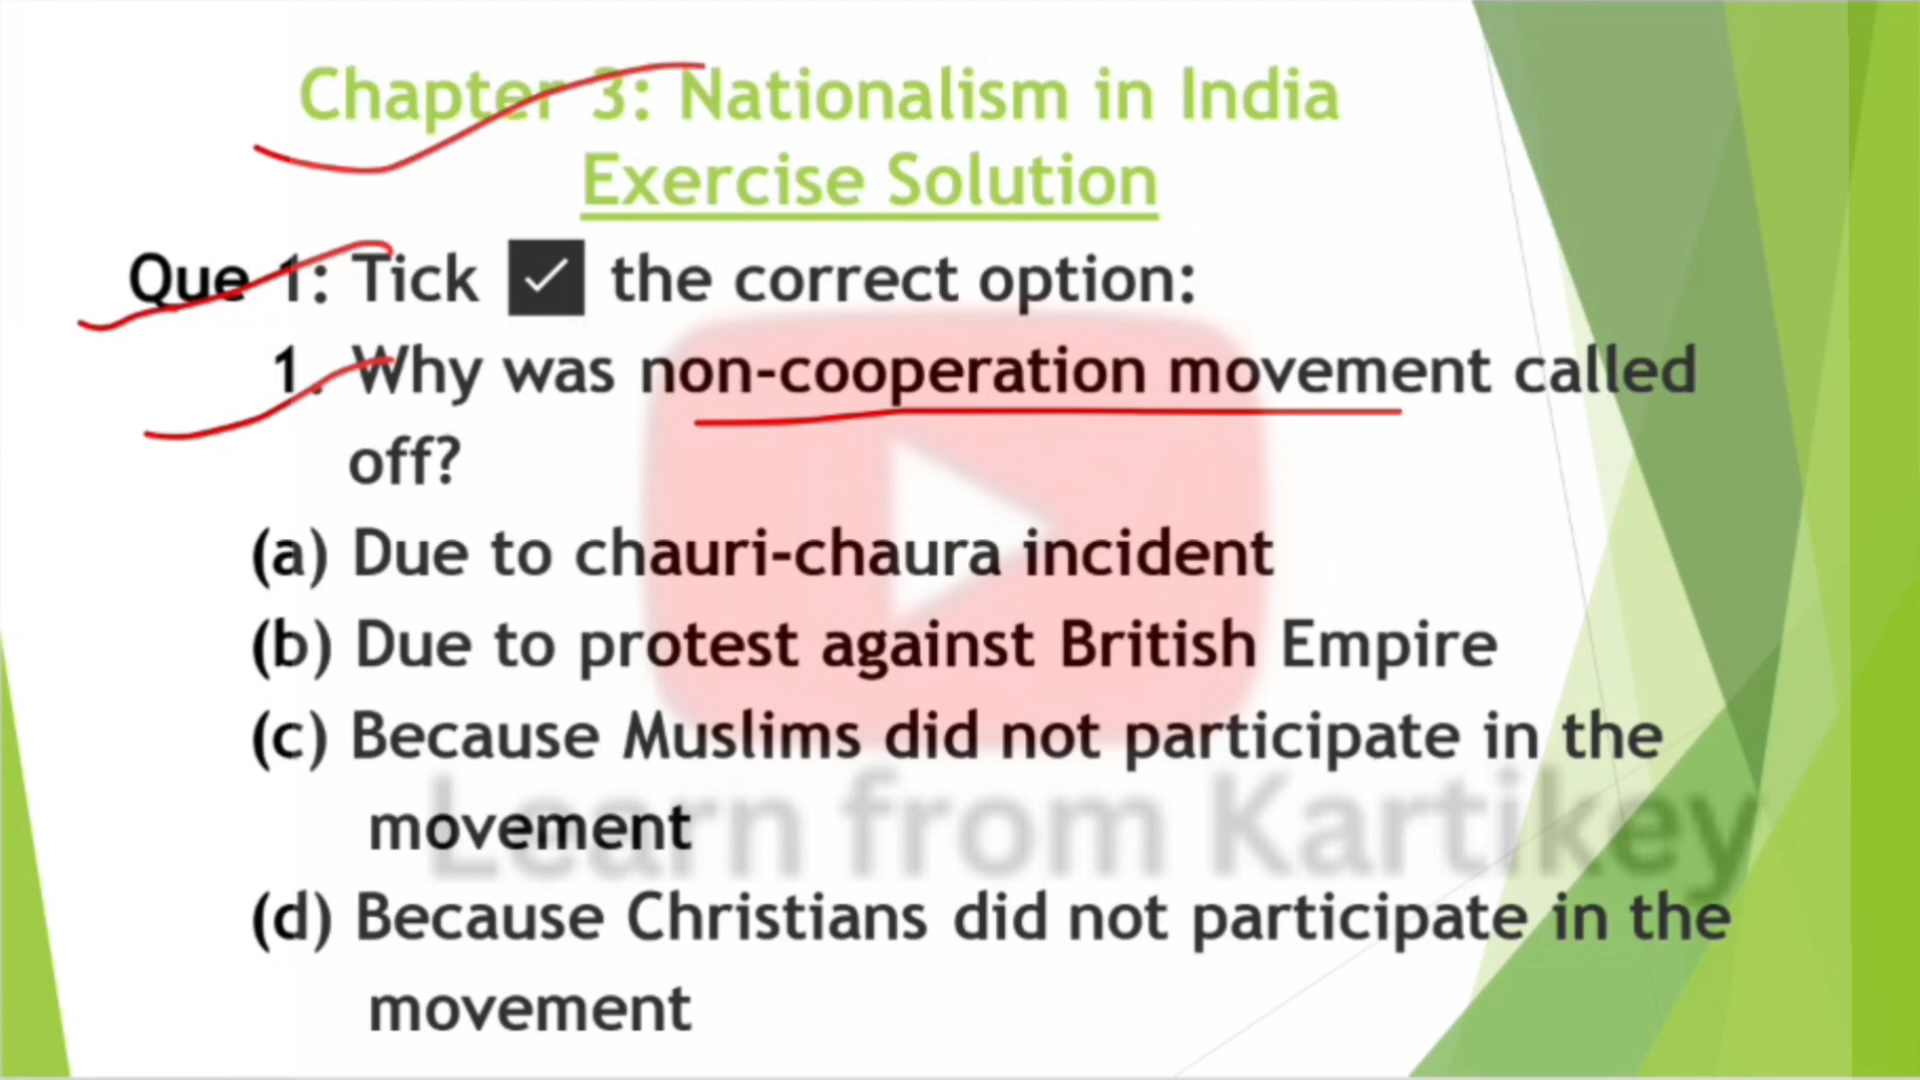 Chapter 3: Nationalism in India
Exercise Solution
Que 1: Tick ✓ the correct option:
1. Why was non-cooperation movement called
off?
(a) Due to chauri-chaura incident
(b) Due to protest against British Empire
(c) Because Muslims did not participate in the
movement
Learn from Kartikey
(d) Because Christians did not participate in the
movement